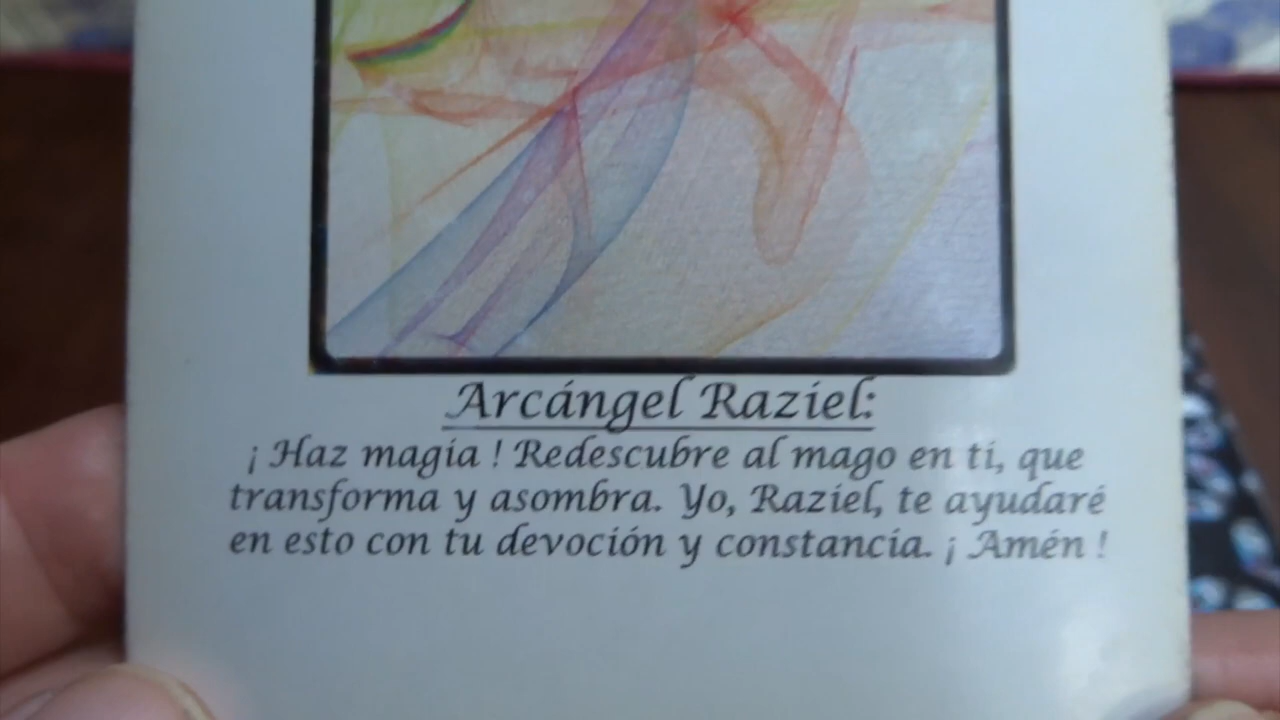 Arcángel Raziel:
¡ Haz magia ! Redescubre al mago en ti, que
transforma y asombra. Yo, Raziel, te ayudaré
en esto con tu devoción y constancia. ¡ Amén !